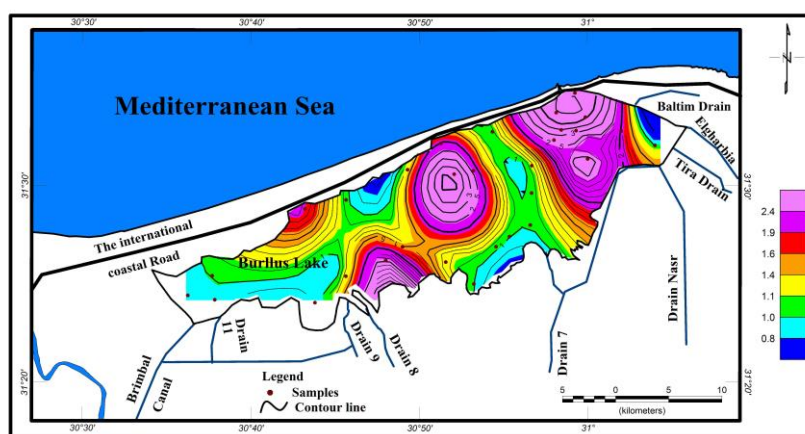 30°30'
30°40'
30°50'
31°
Mediterranean Sea
Baltim Drain
Elgharbia
Tira Drain
31°30'
31°30'
The international
coastal Road
Burllus Lake
2.4
1.9
1.6
1.4
1.1
1.0
0.8
Drain
11
Drain 9
Drain 8
Drain 7
Drain Nasr
Brimbal
Canal
31°20'
31°20'
Legend
Samples
Contour line
5 0 5 10
(kilometers)
30°30'
30°40'
30°50'
31°